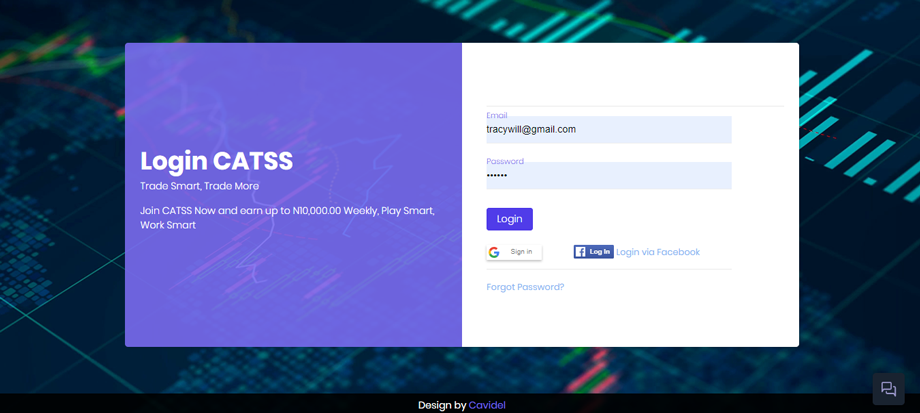 Login CATSS
Trade Smart, Trade More
Join CATSS Now and earn up to N10,000.00 Weekly, Play Smart,
Work Smart
Email
tracywill@gmail.com
Password
••••••
Login
Sign in
Log In Login via Facebook
Forgot Password?
Design by Cavidel